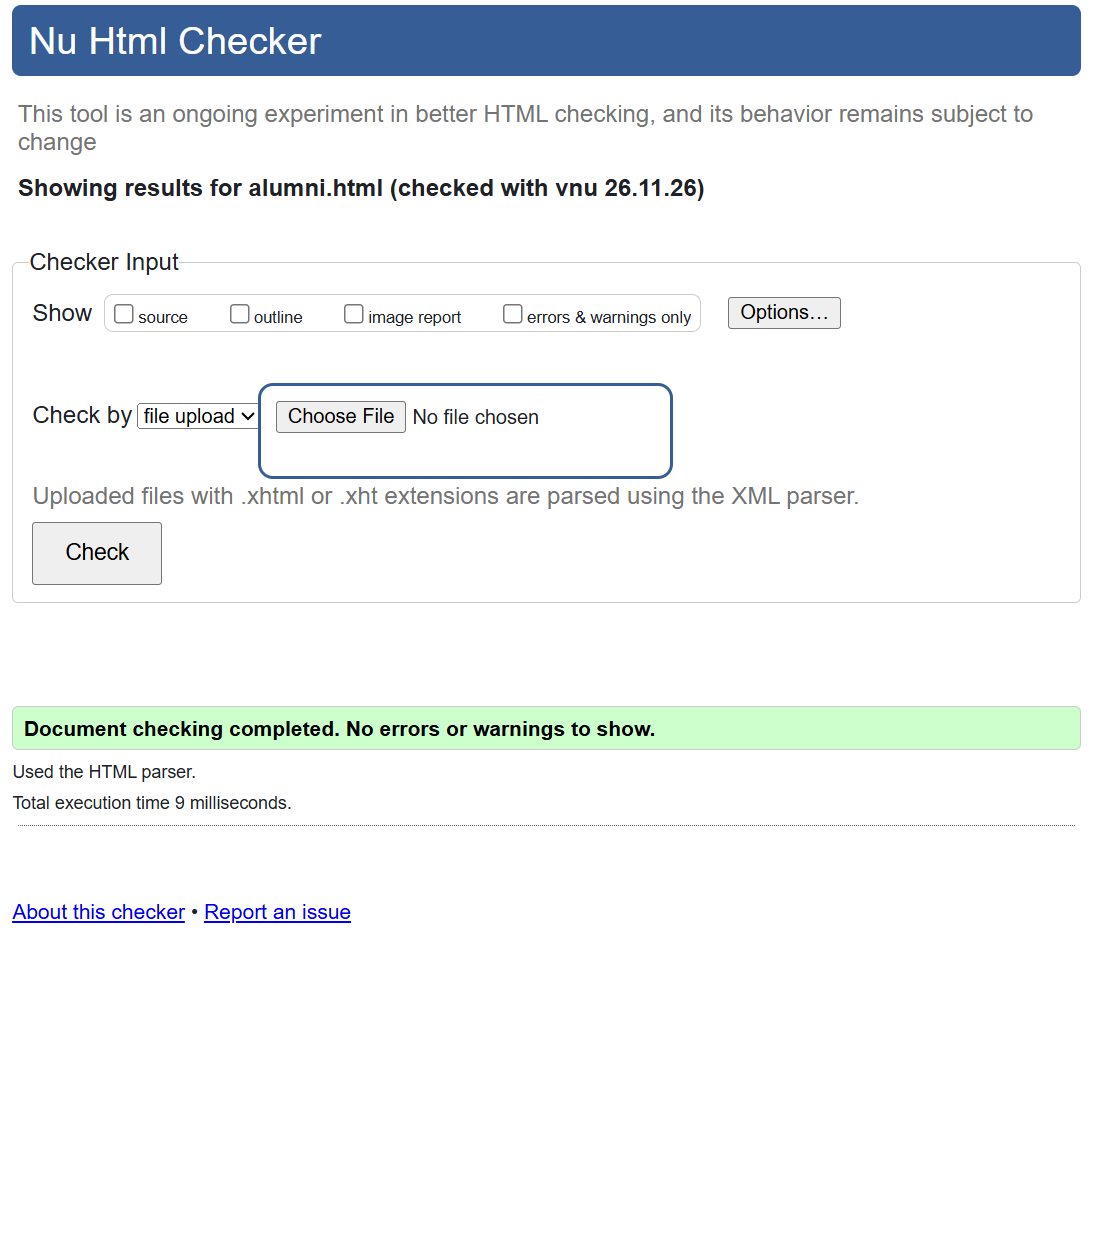 Nu Html Checker
This tool is an ongoing experiment in better HTML checking, and its behavior remains subject to
change
Showing results for alumni.html (checked with vnu 26.11.26)
Checker Input
Show source outline image report errors & warnings only Options…
Check by file upload Choose File No file chosen
Uploaded files with .xhtml or .xht extensions are parsed using the XML parser.
Check
Document checking completed. No errors or warnings to show.
Used the HTML parser.
Total execution time 9 milliseconds.
About this checker • Report an issue